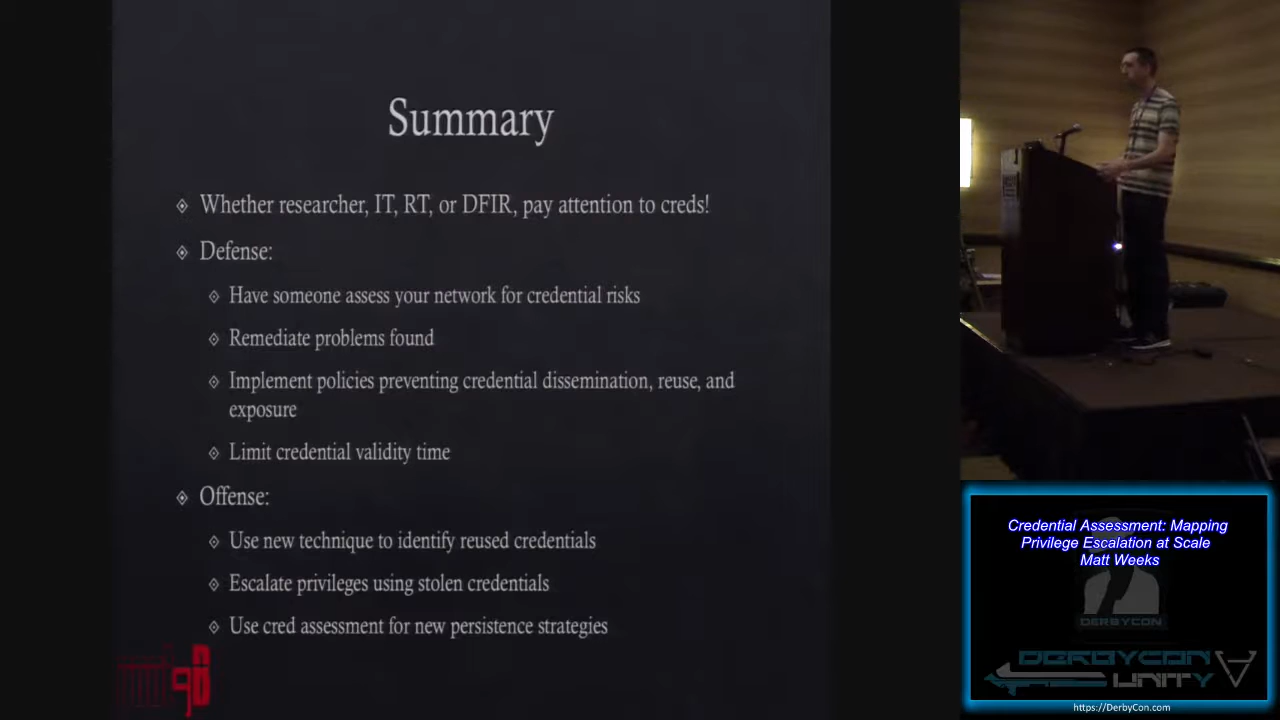 Summary
Whether researcher, IT, RT, or DFIR, pay attention to creds!
Defense:
Have someone assess your network for credential risks
Remediate problems found
Implement policies preventing credential dissemination, reuse, and
exposure
Limit credential validity time
Offense:
Use new technique to identify reused credentials
Escalate privileges using stolen credentials
Use cred assessment for new persistence strategies
Credential Assessment: Mapping
Privilege Escalation at Scale
Matt Weeks
DERBYCON
DERBYCON
UNITY
https://DerbyCon.com